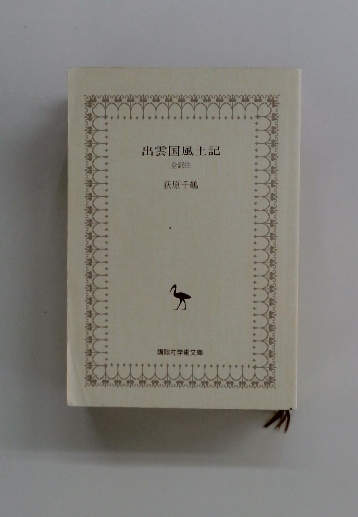 出雲国風土記
全訳注
荻原千鶴
講談社学術文庫